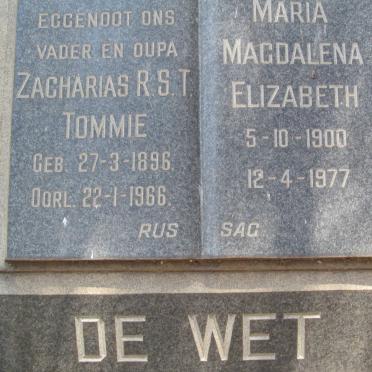 EGGENOOT ONS
VADER EN OUPA
ZACHARIAS R.S.T.
TOMMIE
GEB. 27-3-1896.
OORL. 22-1-1966.
RUS
MARIA
MAGDALENA
ELIZABETH
5-10-1900
12-4-1977
SAG
DE WET